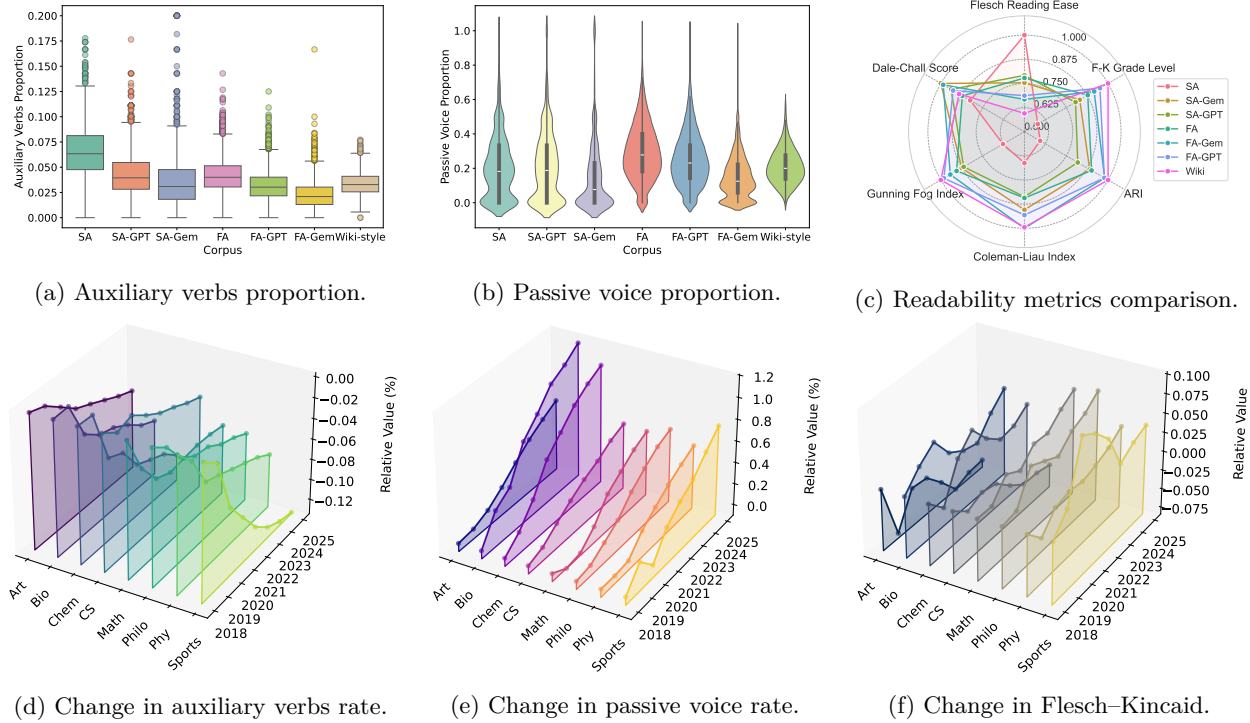 0.200
0.175
0.150
0.125
0.100
0.075
0.050
0.025
0.000
Auxiliary Verbs Proportion
SA SA-GPT SA-Gem FA FA-GPT FA-Gem Wiki-style
Corpus
(a) Auxiliary verbs proportion.
1.0
0.8
0.6
0.4
0.2
0.0
Passive Voice Proportion
SA SA-GPT SA-Gem FA FA-GPT FA-Gem Wiki-style
Corpus
(b) Passive voice proportion.
Flesch Reading Ease
1.000
0.875
Dale-Chall Score
F-K Grade Level
0.750
0.625
Gunning Fog Index
ARI
Coleman-Liau Index
SA
SA-Gem
SA-GPT
FA
FA-Gem
FA-GPT
Wiki
(c) Readability metrics comparison.
0.00
−0.02
−0.04
−0.06
−0.08
−0.10
−0.12
Relative Value (%)
2025
2024
2023
2022
2021
2020
2019
2018
Art
Bio
Chem
CS
Math
Philo
Phy
Sports
(d) Change in auxiliary verbs rate.
1.2
1.0
0.8
0.6
0.4
0.2
0.0
Relative Value (%)
2025
2024
2023
2022
2021
2020
2019
2018
Art
Bio
Chem
CS
Math
Philo
Phy
Sports
(e) Change in passive voice rate.
0.100
0.075
0.050
0.025
0.000
−0.025
−0.050
−0.075
Relative Value
2025
2024
2023
2022
2021
2020
2019
2018
Art
Bio
Chem
CS
Math
Philo
Phy
Sports
(f) Change in Flesch–Kincaid.